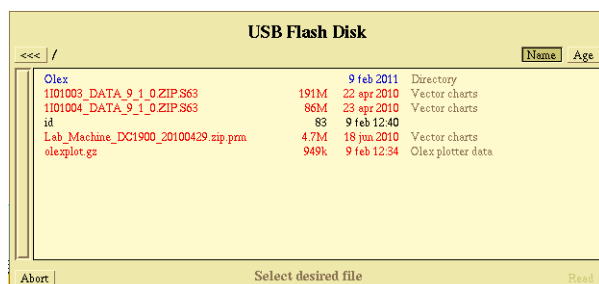 USB Flash Disk
<<< / Name Age
Olex 9 feb 2011 Directory
1I01003_DATA_9_1_0.ZIP.S63 191M 22 apr 2010 Vector charts
1I01004_DATA_9_1_0.ZIP.S63 86M 23 apr 2010 Vector charts
id 83 9 feb 12:40
Lab_Machine_DC1900_20100429.zip.prm 4.7M 18 jun 2010 Vector charts
olexplot.gz 949k 9 feb 12:34 Olex plotter data
Abort Select desired file Read